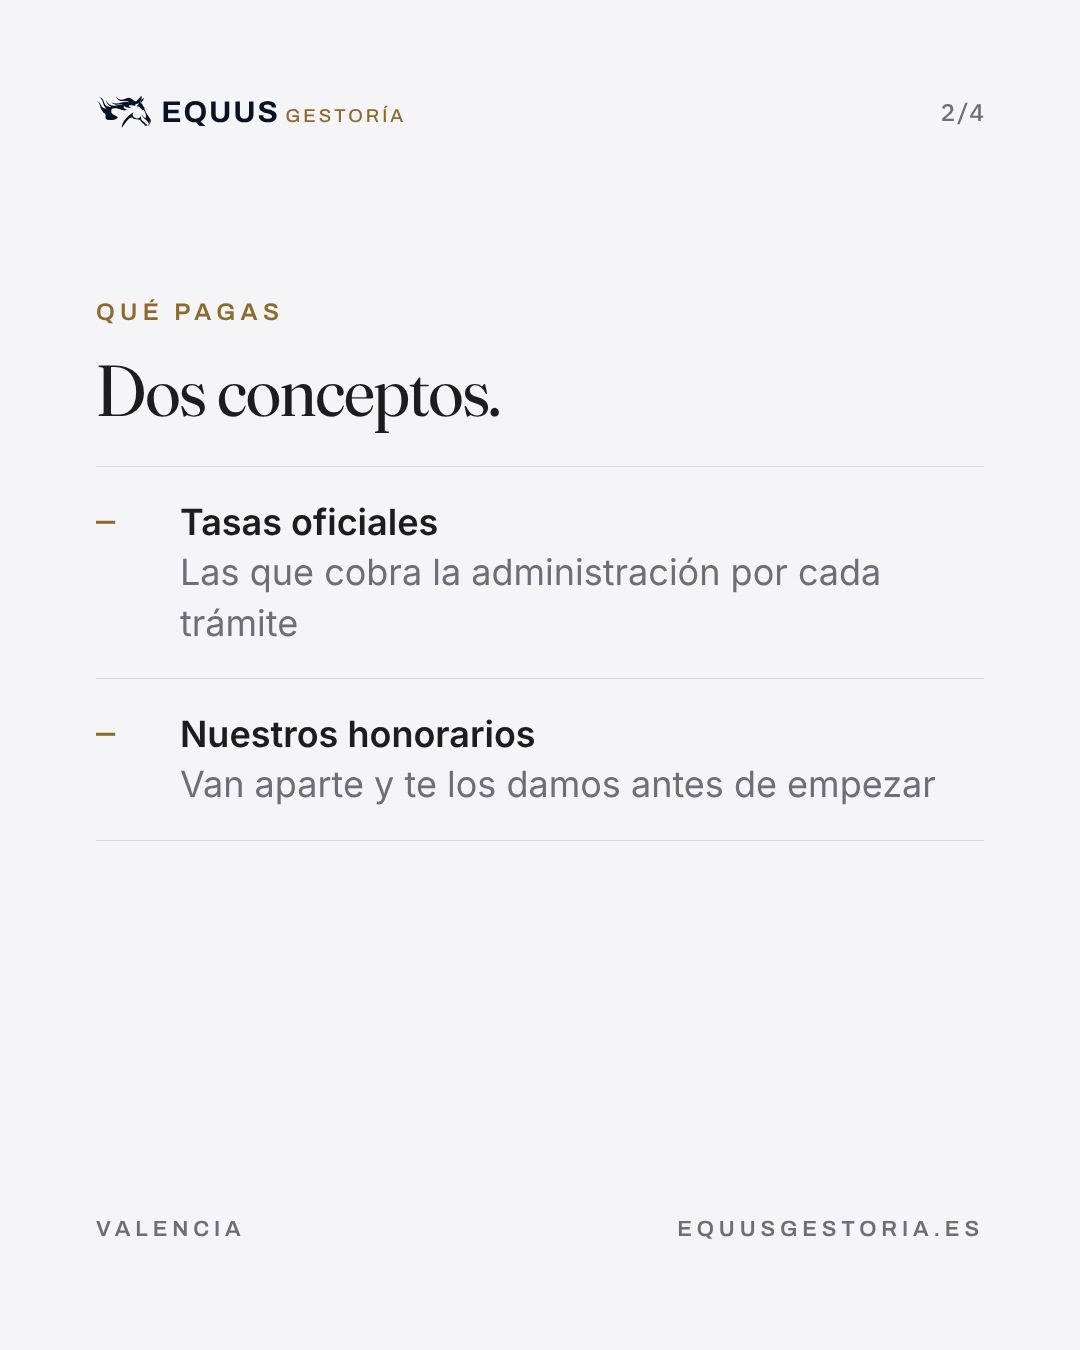 EQUUS GESTORÍA
2/4
QUÉ PAGAS
Dos conceptos.
– Tasas oficiales
Las que cobra la administración por cada
trámite
– Nuestros honorarios
Van aparte y te los damos antes de empezar
VALENCIA
EQUUSGESTORIA.ES